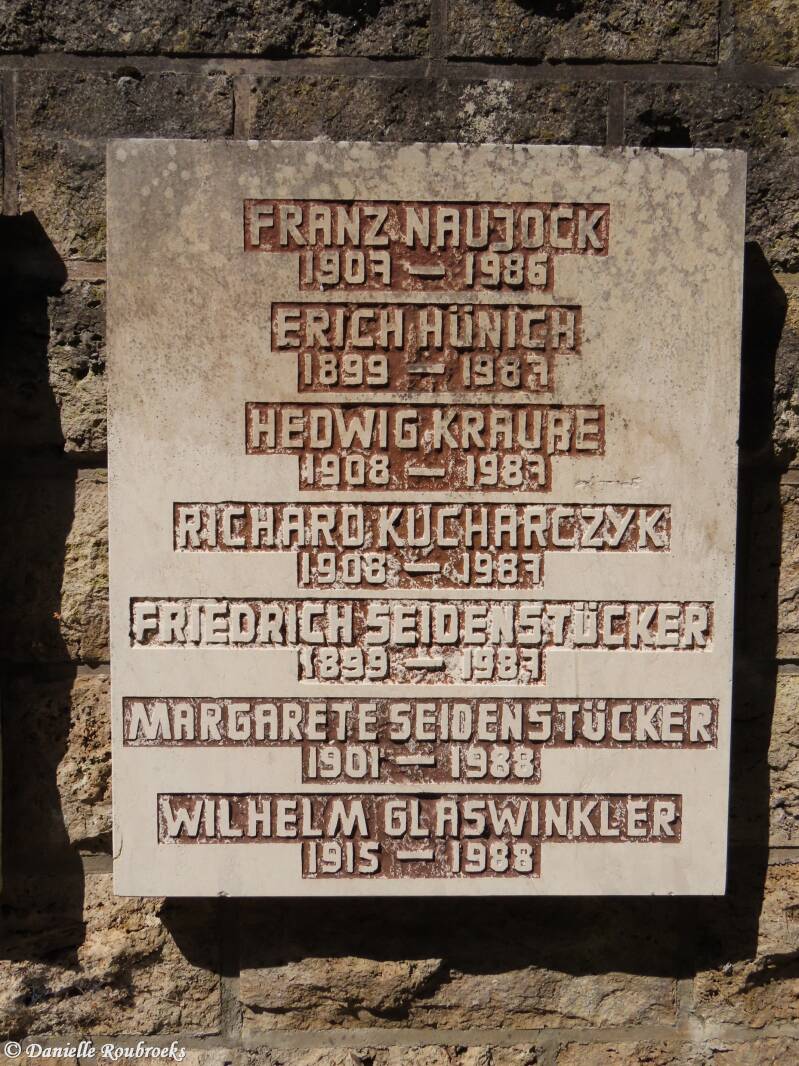 FRANZ NAUJOCK
1907 — 1986
ERICH HÜNICH
1899 — 1987
HEDWIG KRAUßE
1908 — 1987
RICHARD KUCHARCZYK
1908 — 1987
FRIEDRICH SEIDENSTÜCKER
1899 — 1987
MARGARETE SEIDENSTÜCKER
1901 — 1988
WILHELM GLASWINKLER
1915 — 1988
© Danielle Roubroeks